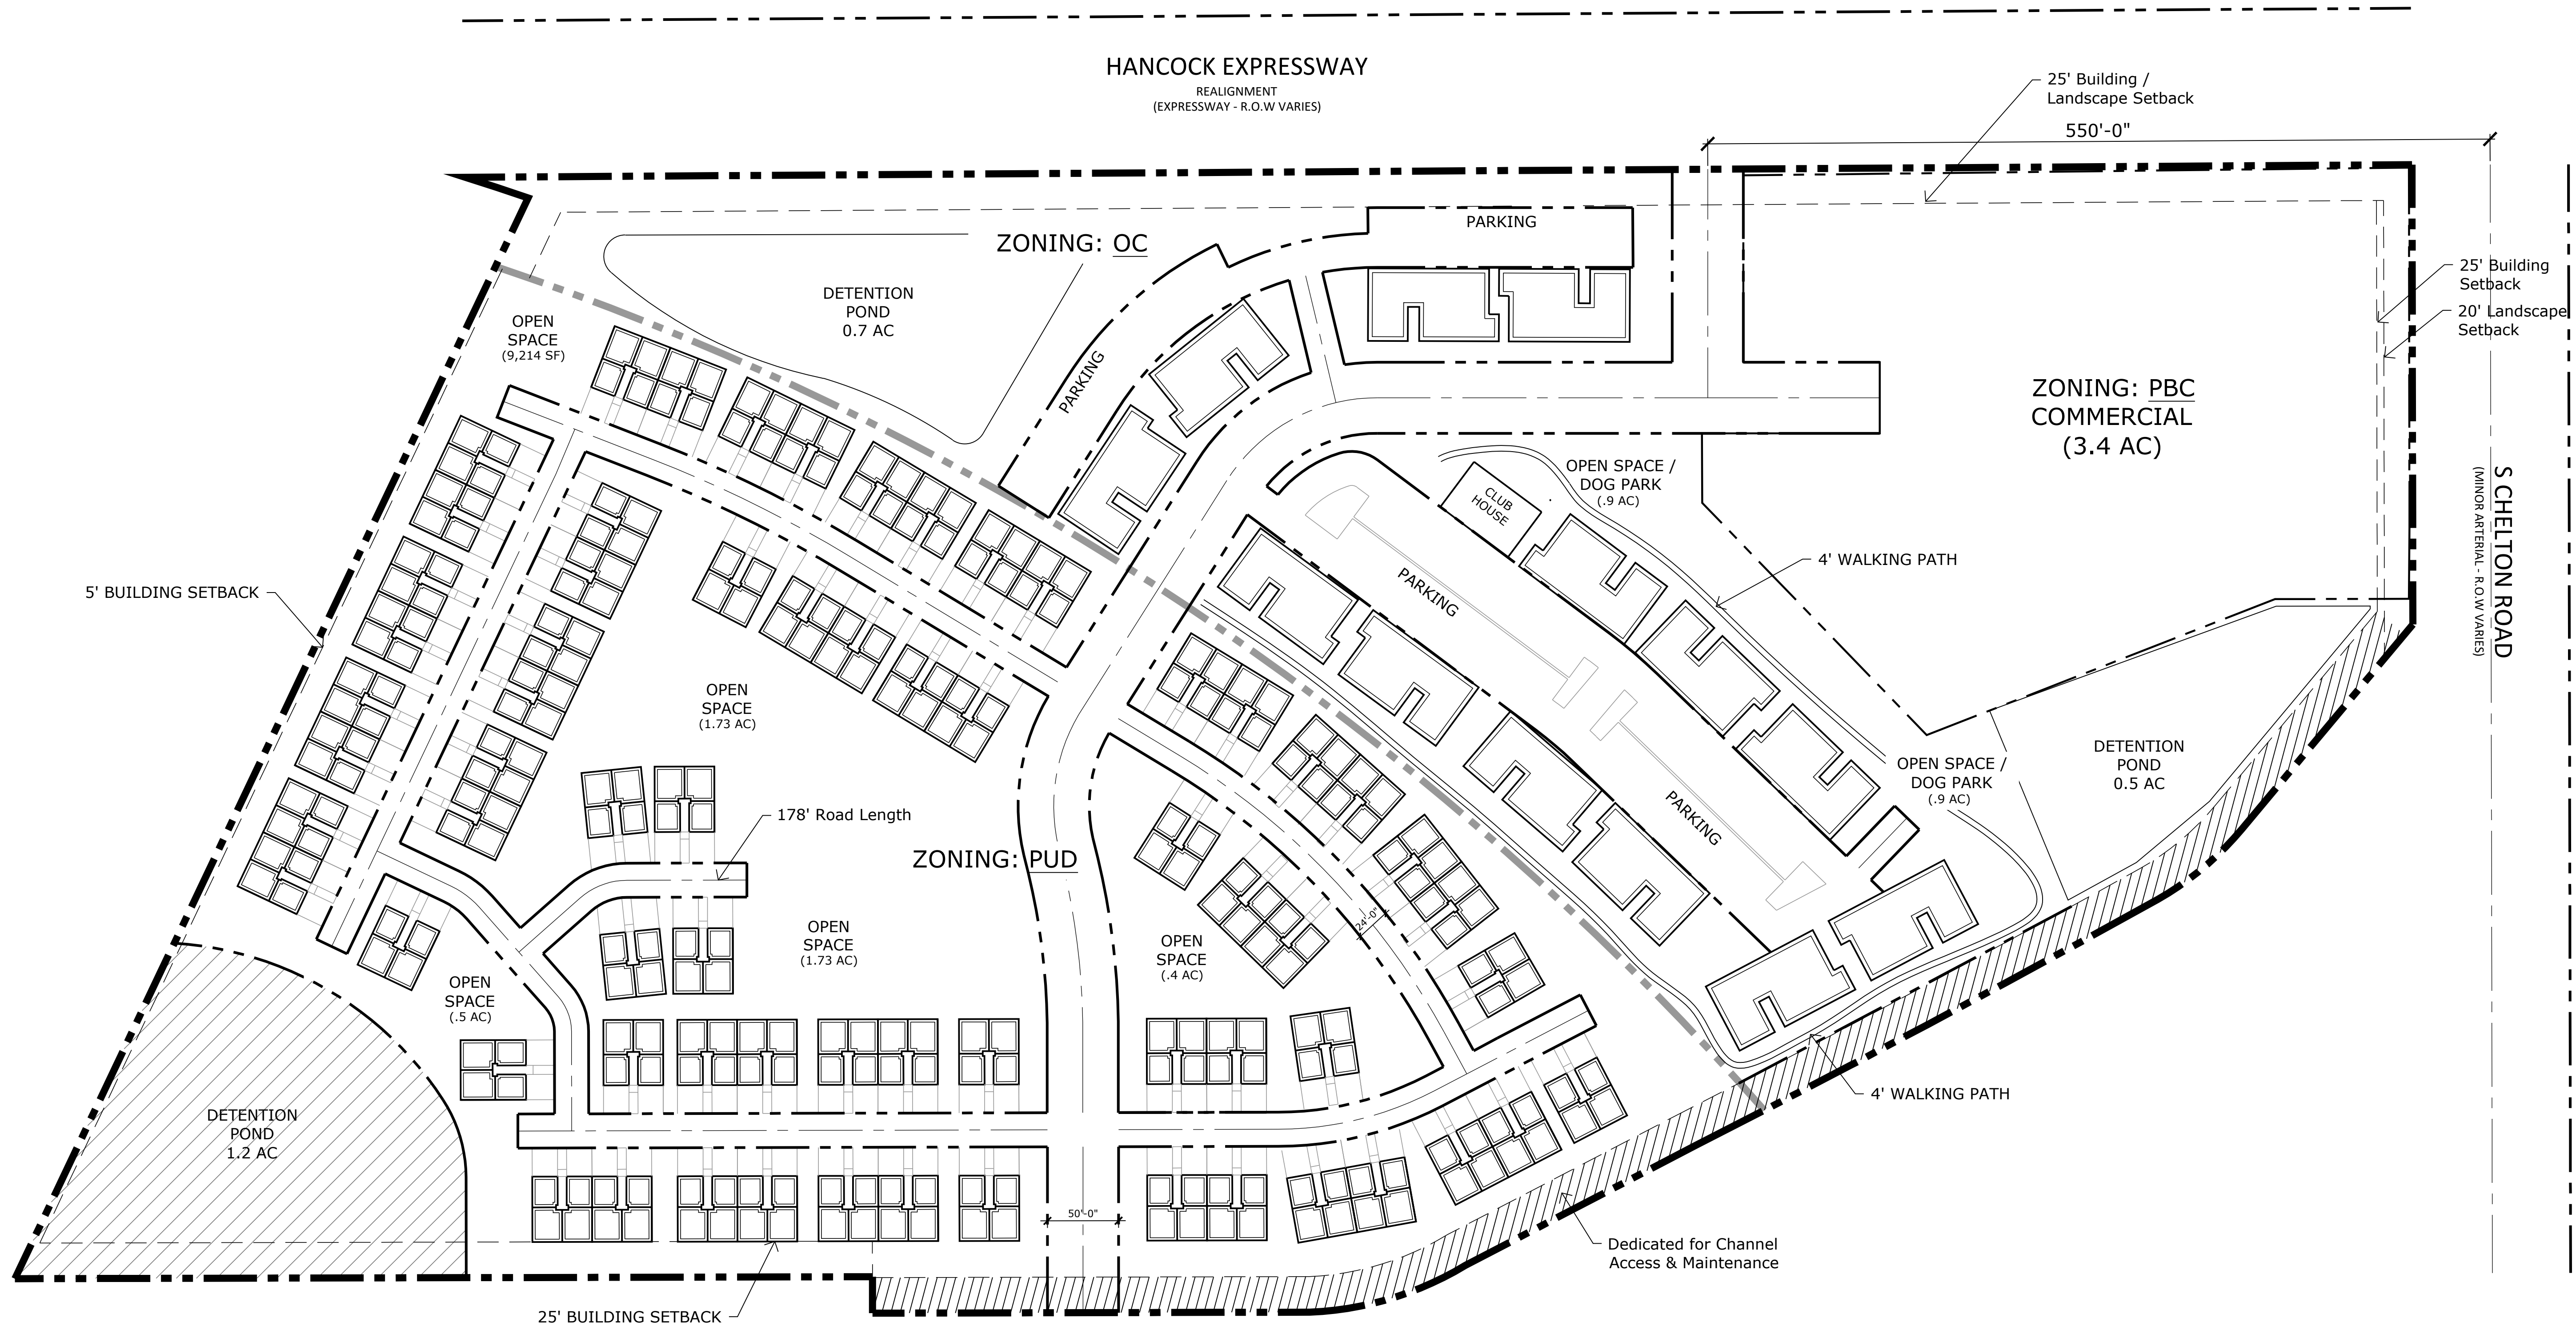 HANCOCK EXPRESSWAY
REALIGNMENT
(EXPRESSWAY - R.O.W VARIES)
25' Building /
Landscape Setback
550'-0"
PARKING
ZONING: OC
25' Building
Setback
20' Landscape
Setback
DETENTION
POND
0.7 AC
OPEN
SPACE
(9,214 SF)
PARKING
ZONING: PBC
COMMERCIAL
(3.4 AC)
OPEN SPACE /
DOG PARK
(.9 AC)
CLUB
HOUSE
S CHELTON ROAD
(MINOR ARTERIAL - R.O.W VARIES)
4' WALKING PATH
PARKING
5' BUILDING SETBACK
OPEN
SPACE
(1.73 AC)
DETENTION
POND
0.5 AC
OPEN SPACE /
DOG PARK
(.9 AC)
PARKING
178' Road Length
ZONING: PUD
24'-0"
OPEN
SPACE
(1.73 AC)
OPEN
SPACE
(.4 AC)
OPEN
SPACE
(.5 AC)
4' WALKING PATH
DETENTION
POND
1.2 AC
50'-0"
Dedicated for Channel
Access & Maintenance
25' BUILDING SETBACK